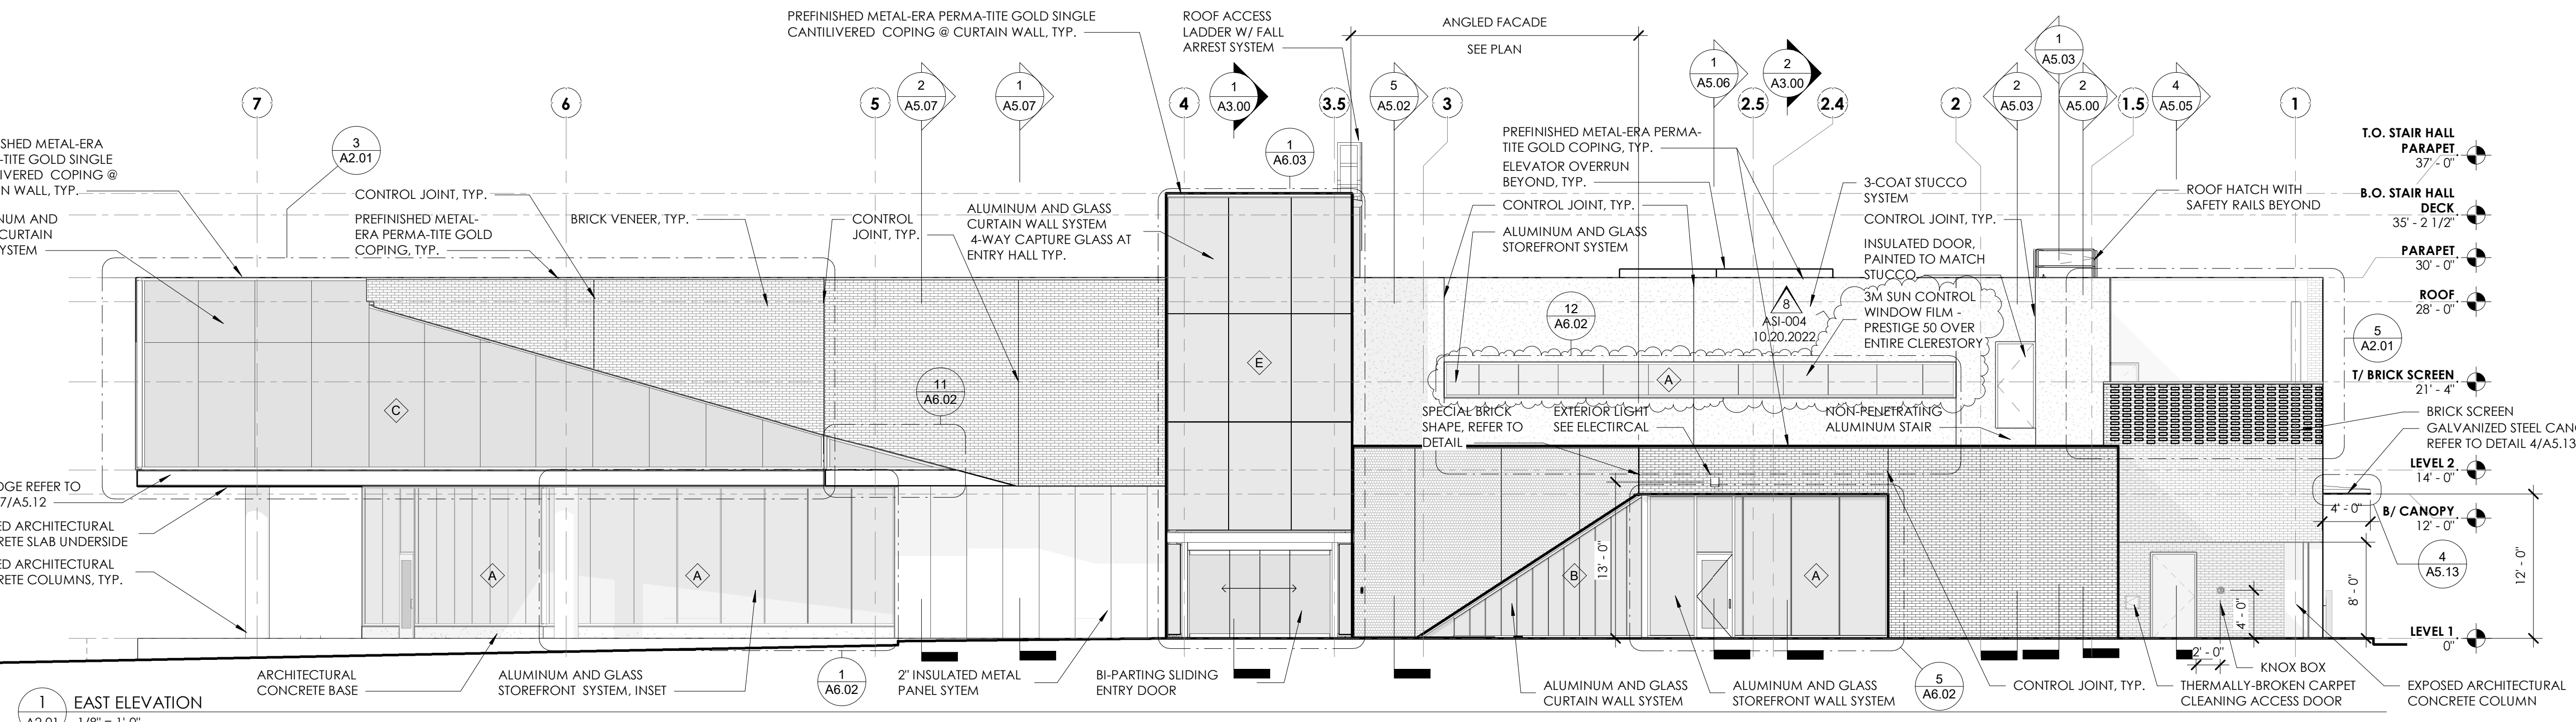 PREFINISHED METAL-ERA PERMA-TITE GOLD SINGLE
CANTILIVERED COPING @ CURTAIN WALL, TYP.
ROOF ACCESS
LADDER W/ FALL
ARREST SYSTEM
ANGLED FACADE
SEE PLAN
1
A5.03
1
A5.06
2
A3.00
7
6
5
2
A5.07
1
A5.07
4
1
A3.00
3.5
5
A5.02
3
2.5
2.4
2
2
A5.03
2
A5.00
1.5
4
A5.05
1
SHED METAL-ERA
-TITE GOLD SINGLE
LIVERED COPING @
N WALL, TYP.
3
A2.01
1
A6.03
PREFINISHED METAL-ERA PERMA-
TITE GOLD COPING, TYP.
ELEVATOR OVERRUN
BEYOND, TYP.
CONTROL JOINT, TYP.
ALUMINUM AND GLASS
STOREFRONT SYSTEM
3-COAT STUCCO
SYSTEM
CONTROL JOINT, TYP.
INSULATED DOOR,
PAINTED TO MATCH
STUCCO
ROOF HATCH WITH
SAFETY RAILS BEYOND
T.O. STAIR HALL
PARAPET
37' - 0"
B.O. STAIR HALL
DECK
35' - 2 1/2"
PARAPET
30' - 0"
ROOF
28' - 0"
NUM AND
CURTAIN
YSTEM
CONTROL JOINT, TYP.
PREFINISHED METAL-
ERA PERMA-TITE GOLD
COPING, TYP.
BRICK VENEER, TYP.
CONTROL
JOINT, TYP.
ALUMINUM AND GLASS
CURTAIN WALL SYSTEM
4-WAY CAPTURE GLASS AT
ENTRY HALL TYP.
12
A6.02
8
ASI-004
10.20.2022
3M SUN CONTROL
WINDOW FILM -
PRESTIGE 50 OVER
ENTIRE CLERESTORY
5
A2.01
T/ BRICK SCREEN
21' - 4"
C
11
A6.02
E
A
SPECIAL BRICK
SHAPE, REFER TO
DETAIL
EXTERIOR LIGHT
SEE ELECTIRCAL
NON-PENETRATING
ALUMINUM STAIR
BRICK SCREEN
GALVANIZED STEEL CANO
REFER TO DETAIL 4/A5.13
LEVEL 2
14' - 0"
DGE REFER TO
7/A5.12
ED ARCHITECTURAL
RETE SLAB UNDERSIDE
ED ARCHITECTURAL
RETE COLUMNS, TYP.
4' - 0"
B/ CANOPY
12' - 0"
4
A5.13
A
A
B
A
13' - 0"
4' - 0"
8' - 0"
12' - 0"
LEVEL 1
0"
2' - 0"
ARCHITECTURAL
CONCRETE BASE
ALUMINUM AND GLASS
STOREFRONT SYSTEM, INSET
1
A6.02
2" INSULATED METAL
PANEL SYTEM
BI-PARTING SLIDING
ENTRY DOOR
ALUMINUM AND GLASS
CURTAIN WALL SYSTEM
ALUMINUM AND GLASS
STOREFRONT WALL SYSTEM
5
A6.02
CONTROL JOINT, TYP.
KNOX BOX
THERMALLY-BROKEN CARPET
CLEANING ACCESS DOOR
EXPOSED ARCHITECTURAL
CONCRETE COLUMN
1
A2.01
EAST ELEVATION
1/8" = 1'-0"